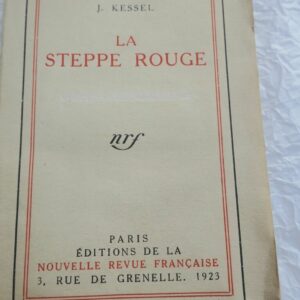 J. KESSEL
LA
STEPPE ROUGE
nrf
PARIS
ÉDITIONS DE LA
NOUVELLE REVUE FRANÇAISE
3, RUE DE GRENELLE. 1923